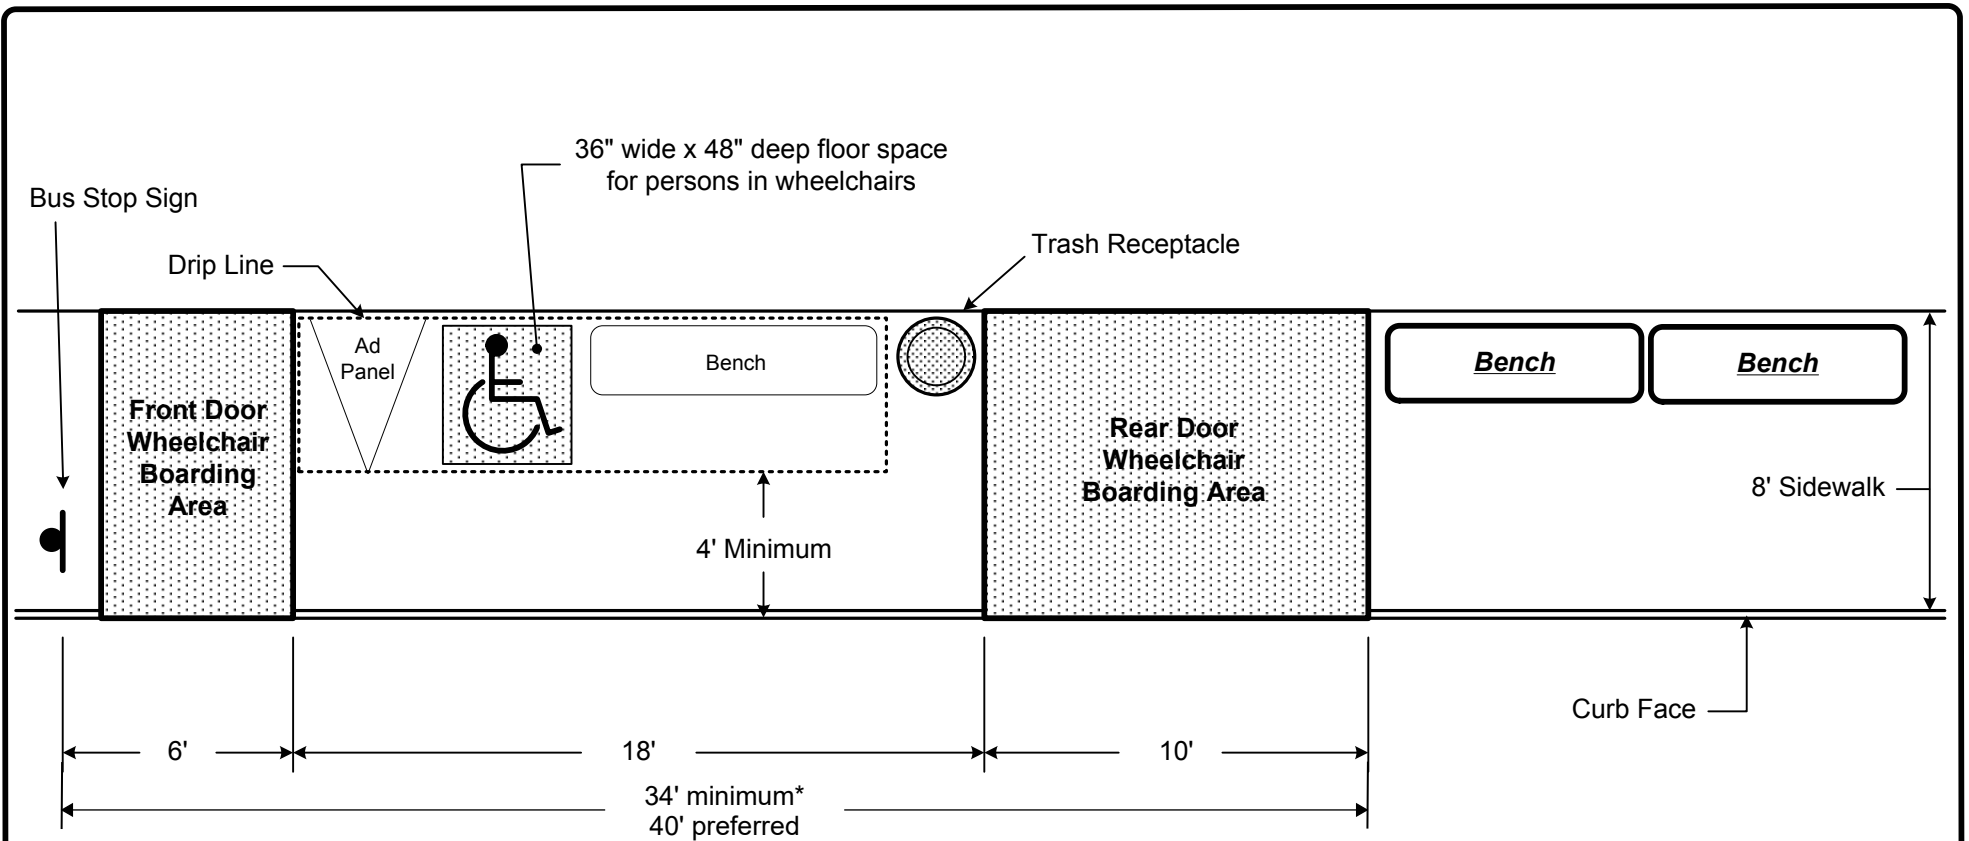 36" wide x 48" deep floor space
for persons in wheelchairs
Bus Stop Sign
Trash Receptacle
Drip Line
Ad
Panel
Bench
Bench
Bench
Front Door
Wheelchair
Boarding
Area
Rear Door
Wheelchair
Boarding Area
8' Sidewalk
4' Minimum
Curb Face
6'
18'
10'
34' minimum*
40' preferred